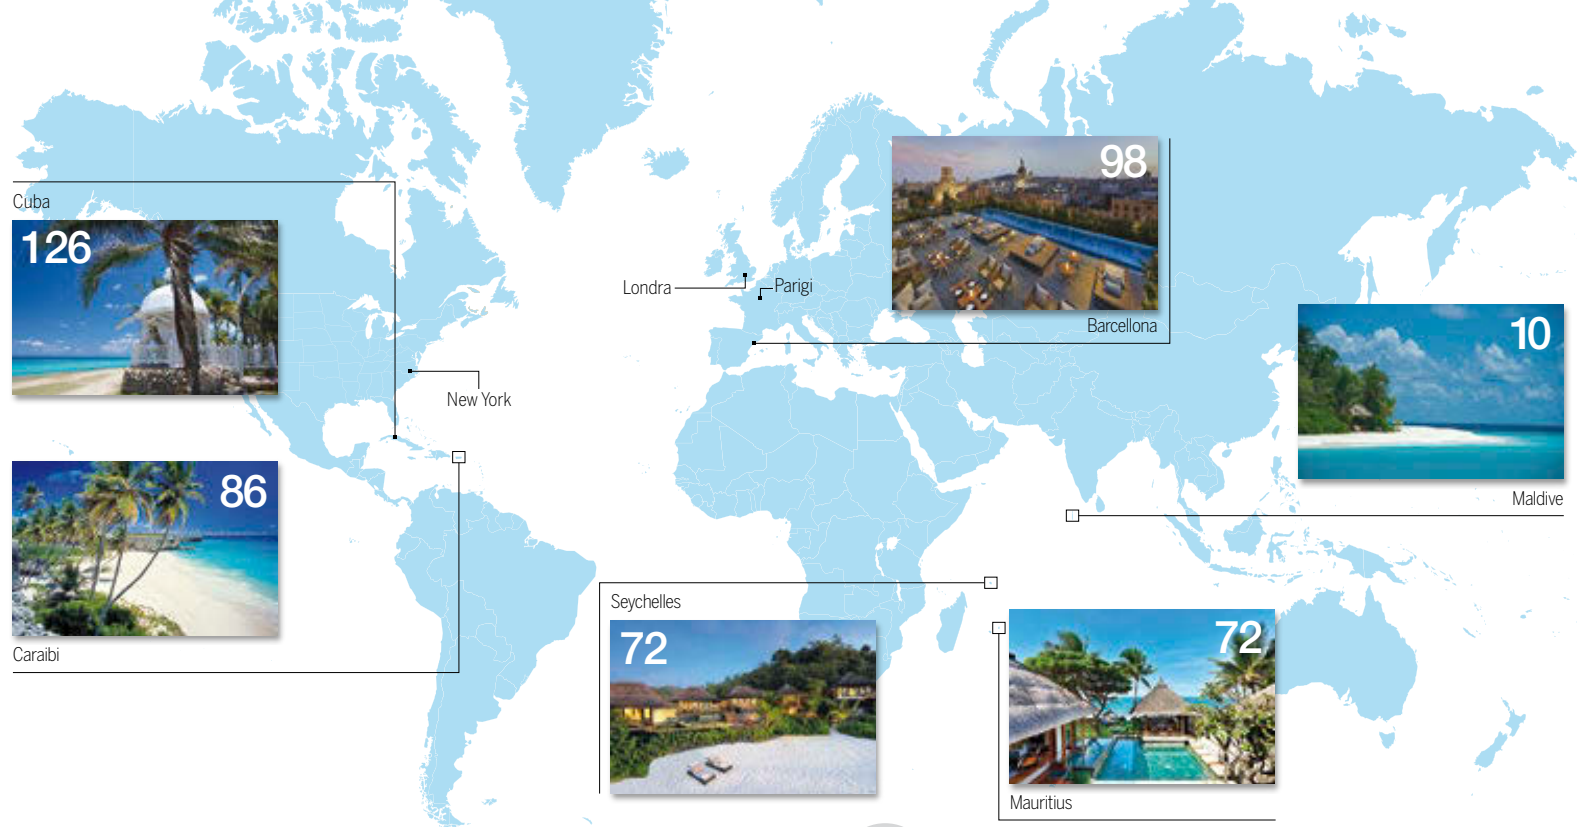 98
Cuba
126
Londra
Parigi
Barcellona
10
New York
86
Maldive
Seychelles
72
72
Caraibi
Mauritius